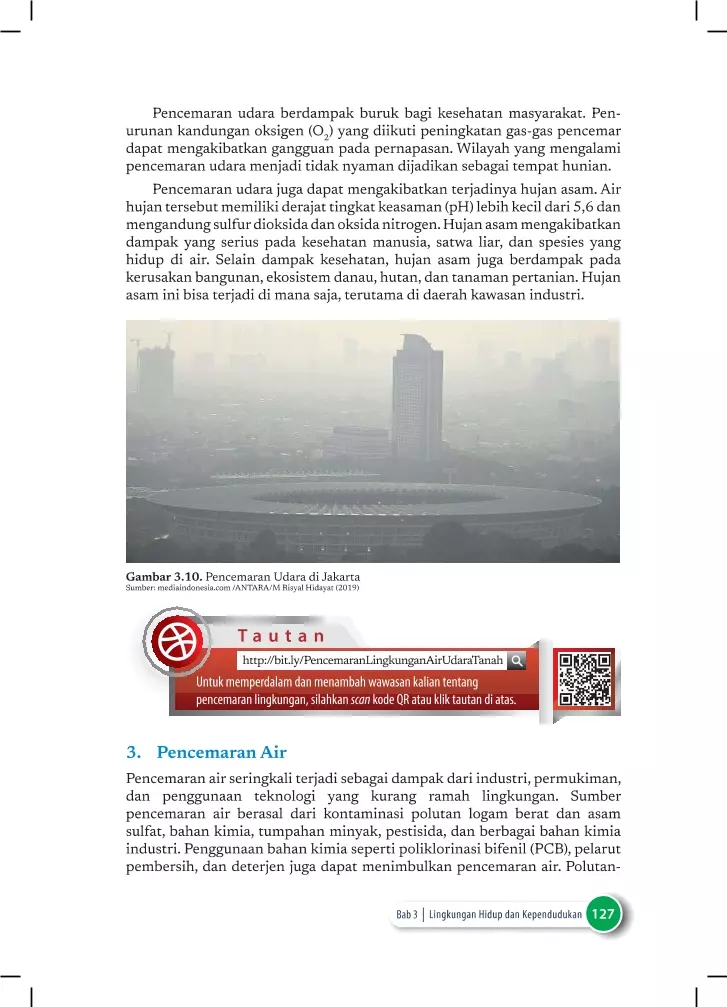 Pencemaran udara berdampak buruk bagi kesehatan masyarakat. Pen-
urunan kandungan oksigen (O2) yang diikuti peningkatan gas-gas pencemar
dapat mengakibatkan gangguan pada pernapasan. Wilayah yang mengalami
pencemaran udara menjadi tidak nyaman dijadikan sebagai tempat hunian.
Pencemaran udara juga dapat mengakibatkan terjadinya hujan asam. Air
hujan tersebut memiliki derajat tingkat keasaman (pH) lebih kecil dari 5,6 dan
mengandung sulfur dioksida dan oksida nitrogen. Hujan asam mengakibatkan
dampak yang serius pada kesehatan manusia, satwa liar, dan spesies yang
hidup di air. Selain dampak kesehatan, hujan asam juga berdampak pada
kerusakan bangunan, ekosistem danau, hutan, dan tanaman pertanian. Hujan
asam ini bisa terjadi di mana saja, terutama di daerah kawasan industri.
Gambar 3.10. Pencemaran Udara di Jakarta
Sumber: mediaindonesia.com /ANTARA/M Risyal Hidayat (2019)
Tautan
http://bit.ly/PencemaranLingkunganAirUdaraTanah
Untuk memperdalam dan menambah wawasan kalian tentang
pencemaran lingkungan, silahkan scan kode QR atau klik tautan di atas.
3. Pencemaran Air
Pencemaran air seringkali terjadi sebagai dampak dari industri, permukiman,
dan penggunaan teknologi yang kurang ramah lingkungan. Sumber
pencemaran air berasal dari kontaminasi polutan logam berat dan asam
sulfat, bahan kimia, tumpahan minyak, pestisida, dan berbagai bahan kimia
industri. Penggunaan bahan kimia seperti poliklorinasi bifenil (PCB), pelarut
pembersih, dan deterjen juga dapat menimbulkan pencemaran air. Polutan-
Bab 3 | Lingkungan Hidup dan Kependudukan 127